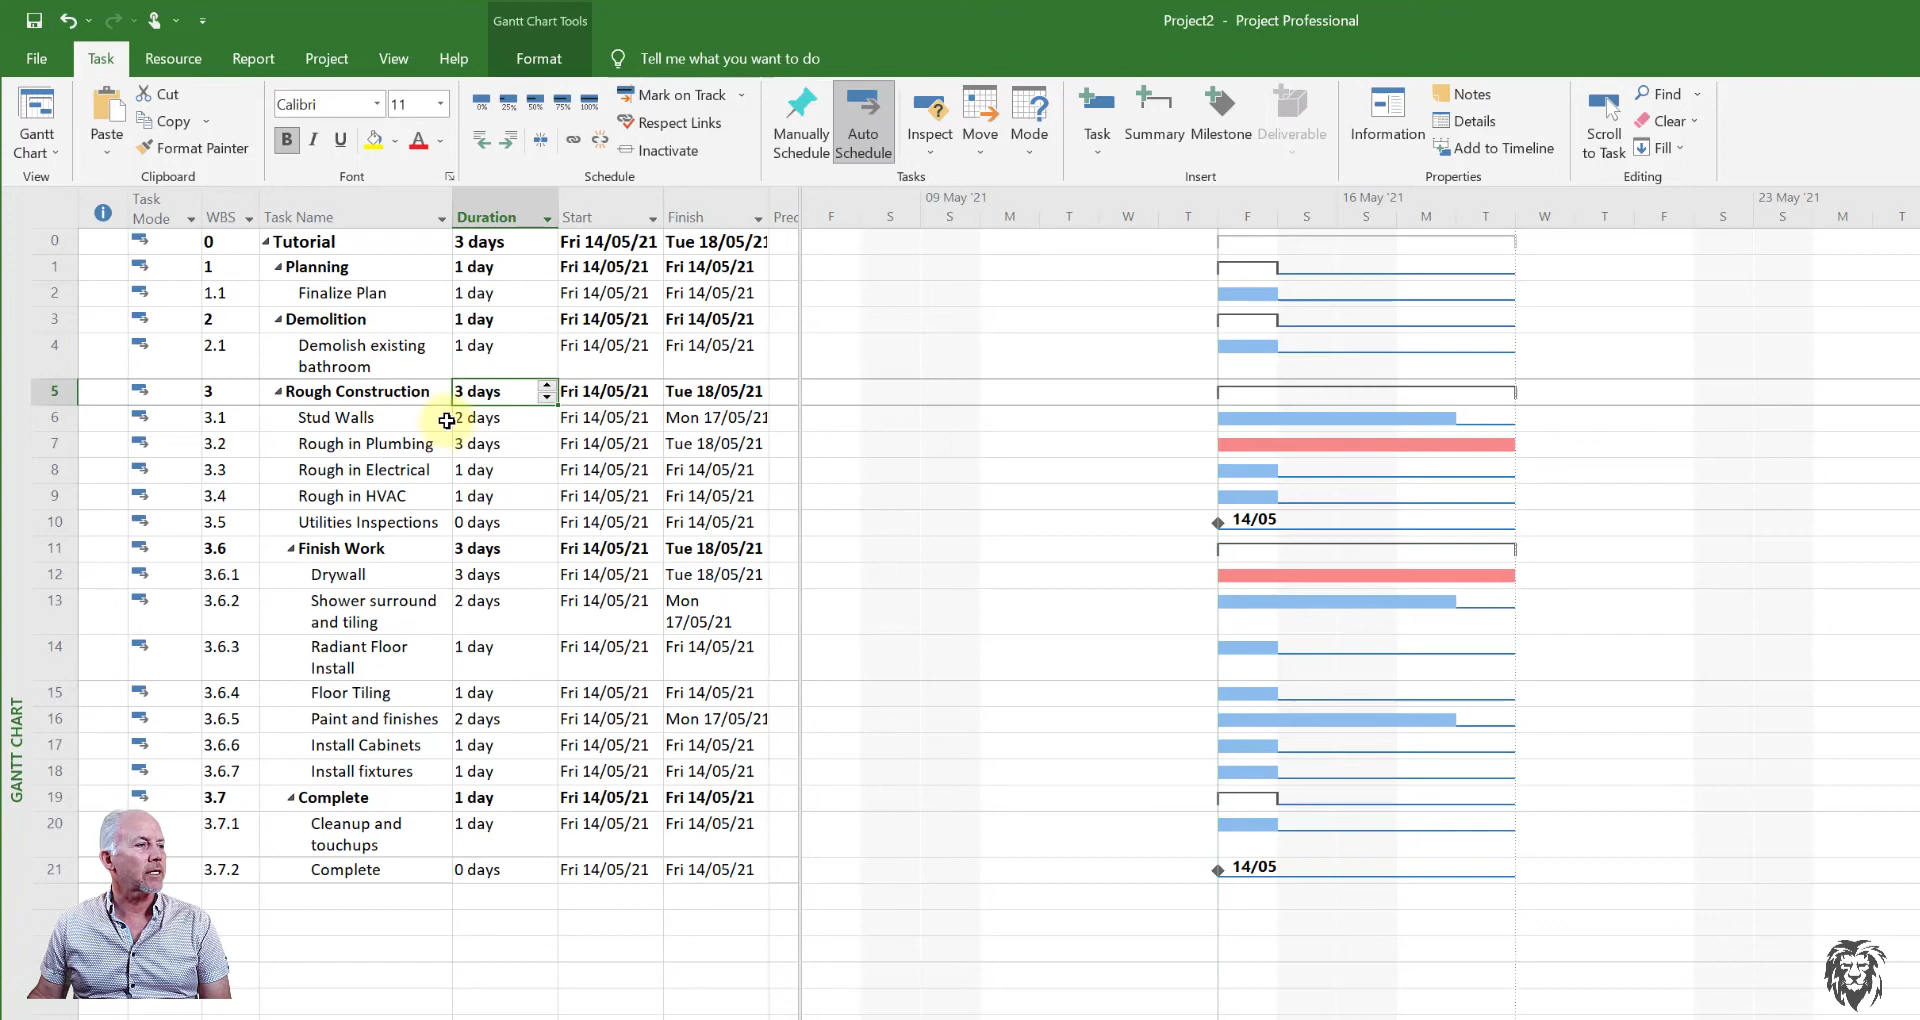 Gantt Chart Tools
Project2 - Project Professional
File Task Resource Report Project View Help Format Tell me what you want to do
Gantt Chart
View
Paste
Cut
Copy
Format Painter
Clipboard
Calibri 11
B I U A
Font
0% 25% 50% 75% 100%
Mark on Track
Respect Links
Inactivate
Schedule
Manually Schedule
Auto Schedule
Inspect Move Mode
Tasks
Task Summary Milestone Deliverable
Insert
Information
Notes
Details
Add to Timeline
Properties
Scroll to Task
Find
Clear
Fill
Editing
Task Mode WBS Task Name Duration Start Finish Prec
09 May '21 16 May '21 23 May '21
F S S M T W T F S S M T W T F S S M T
0 0 Tutorial 3 days Fri 14/05/21 Tue 18/05/21
1 1 Planning 1 day Fri 14/05/21 Fri 14/05/21
2 1.1 Finalize Plan 1 day Fri 14/05/21 Fri 14/05/21
3 2 Demolition 1 day Fri 14/05/21 Fri 14/05/21
4 2.1 Demolish existing bathroom 1 day Fri 14/05/21 Fri 14/05/21
5 3 Rough Construction 3 days Fri 14/05/21 Tue 18/05/21
6 3.1 Stud Walls 2 days Fri 14/05/21 Mon 17/05/21
7 3.2 Rough in Plumbing 3 days Fri 14/05/21 Tue 18/05/21
8 3.3 Rough in Electrical 1 day Fri 14/05/21 Fri 14/05/21
9 3.4 Rough in HVAC 1 day Fri 14/05/21 Fri 14/05/21
10 3.5 Utilities Inspections 0 days Fri 14/05/21 Fri 14/05/21 14/05
11 3.6 Finish Work 3 days Fri 14/05/21 Tue 18/05/21
12 3.6.1 Drywall 3 days Fri 14/05/21 Tue 18/05/21
13 3.6.2 Shower surround and tiling 2 days Fri 14/05/21 Mon 17/05/21
14 3.6.3 Radiant Floor Install 1 day Fri 14/05/21 Fri 14/05/21
15 3.6.4 Floor Tiling 1 day Fri 14/05/21 Fri 14/05/21
16 3.6.5 Paint and finishes 2 days Fri 14/05/21 Mon 17/05/21
17 3.6.6 Install Cabinets 1 day Fri 14/05/21 Fri 14/05/21
18 3.6.7 Install fixtures 1 day Fri 14/05/21 Fri 14/05/21
19 3.7 Complete 1 day Fri 14/05/21 Fri 14/05/21
20 3.7.1 Cleanup and touchups 1 day Fri 14/05/21 Fri 14/05/21
21 3.7.2 Complete 0 days Fri 14/05/21 Fri 14/05/21 14/05
GANTT CHART